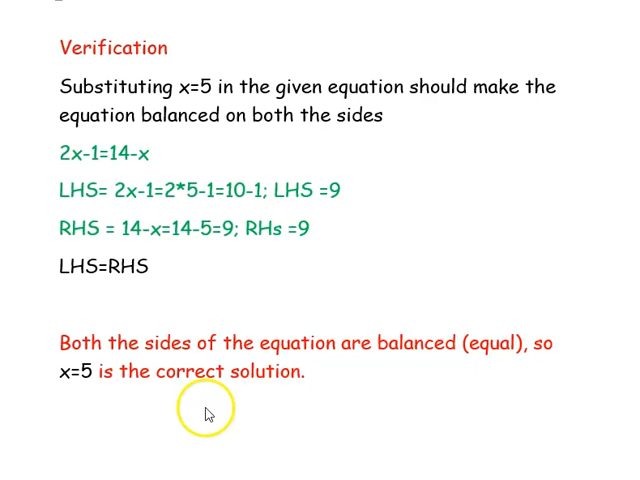 Verification
Substituting x=5 in the given equation should make the
equation balanced on both the sides
2x-1=14-x
LHS= 2x-1=2*5-1=10-1; LHS =9
RHS = 14-x=14-5=9; RHs =9
LHS=RHS
Both the sides of the equation are balanced (equal), so
x=5 is the correct solution.